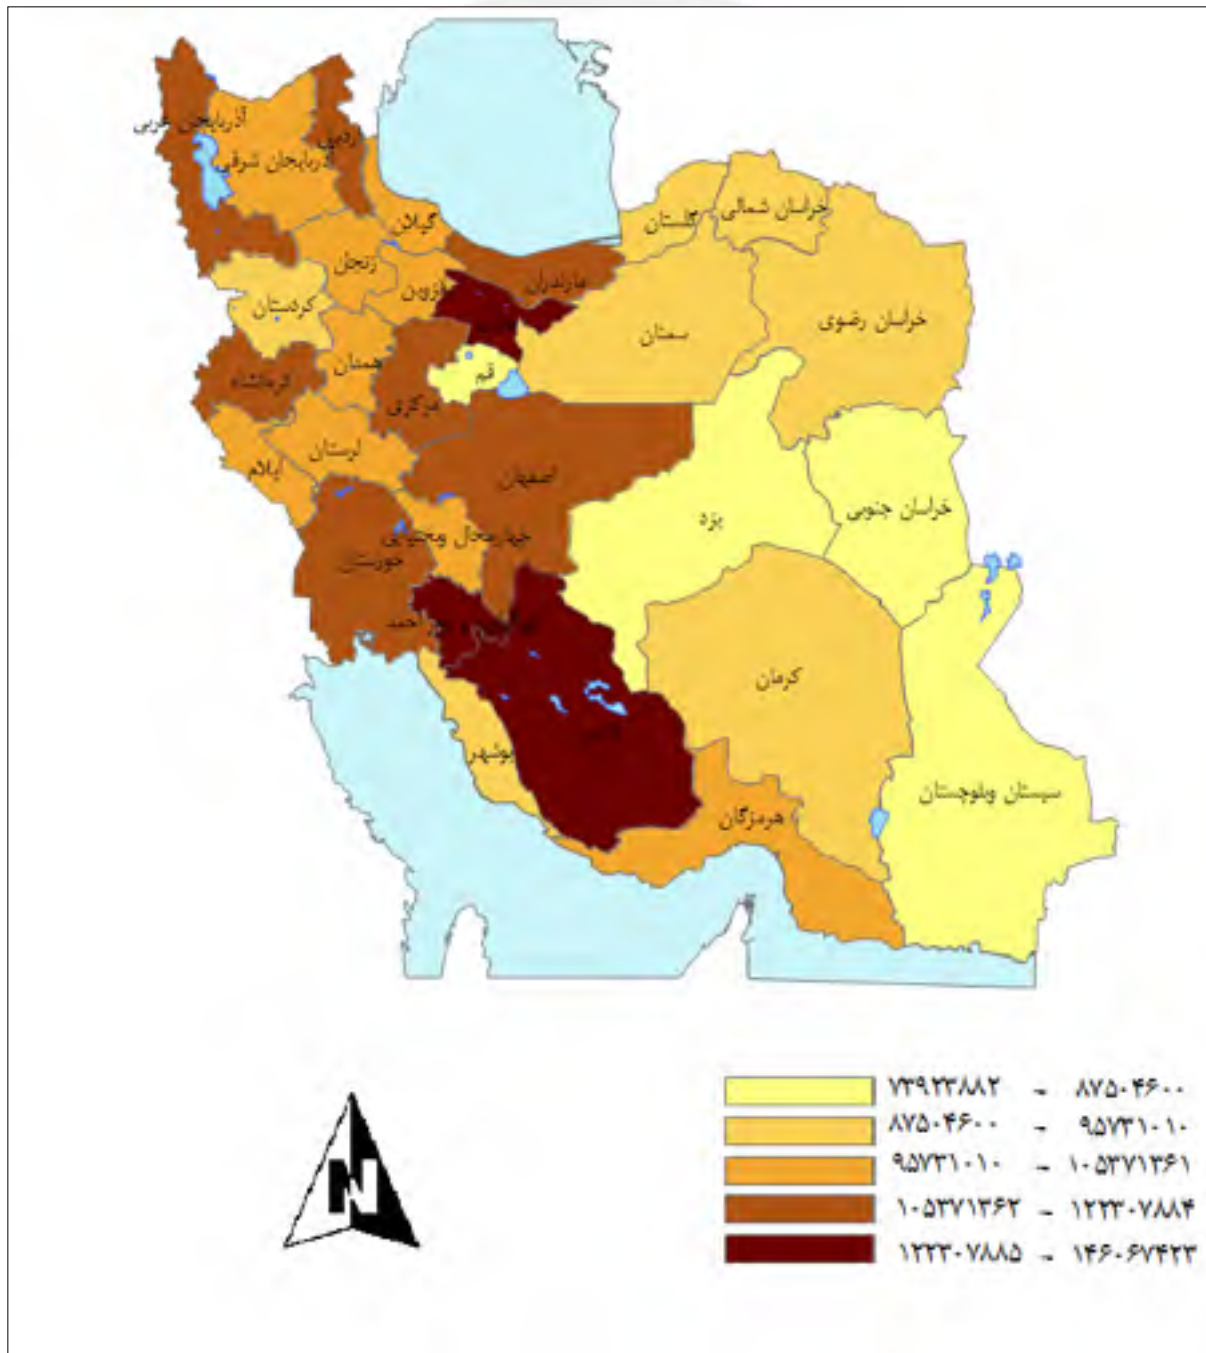 آذربایجان غربی
اردبیل
آذربایجان شرقی
گیلان
گلستان
خراسان شمالی
زنجان
مازندران
قزوین
کردستان
خراسان رضوی
سمنان
همدان
قم
کرمانشاه
مرکزی
لرستان
ایلام
اصفهان
خراسان جنوبی
یزد
چهارمحال وبختیاری
خوزستان
کرمان
بوشهر
سیستان وبلوچستان
هرمزگان
N
۷۳۹۲۳۸۸۲ - ۸۷۵۰۴۶۰۰
۸۷۵۰۴۶۰۰ - ۹۵۷۳۱۰۱۰
۹۵۷۳۱۰۱۰ - ۱۰۵۳۷۱۳۶۱
۱۰۵۳۷۱۳۶۲ - ۱۲۲۳۰۷۸۸۴
۱۲۲۳۰۷۸۸۵ - ۱۴۶۰۶۷۴۲۳